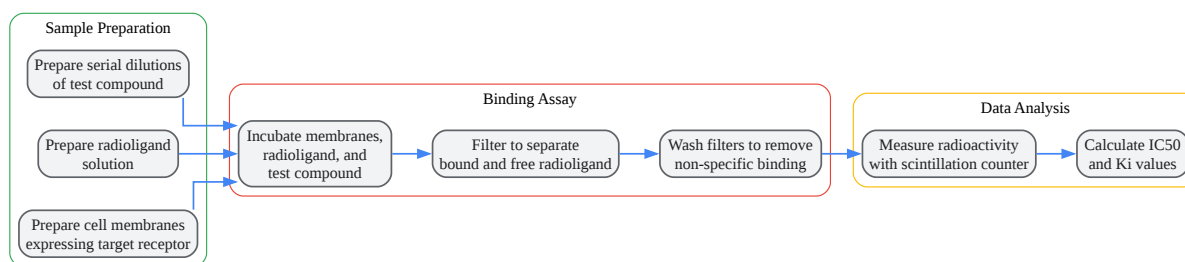 Sample Preparation
Prepare serial dilutions
of test compound
Prepare radioligand
solution
Prepare cell membranes
expressing target receptor
Binding Assay
Incubate membranes,
radioligand, and
test compound
Filter to separate
bound and free radioligand
Wash filters to remove
non-specific binding
Data Analysis
Measure radioactivity
with scintillation counter
Calculate IC50
and Ki values